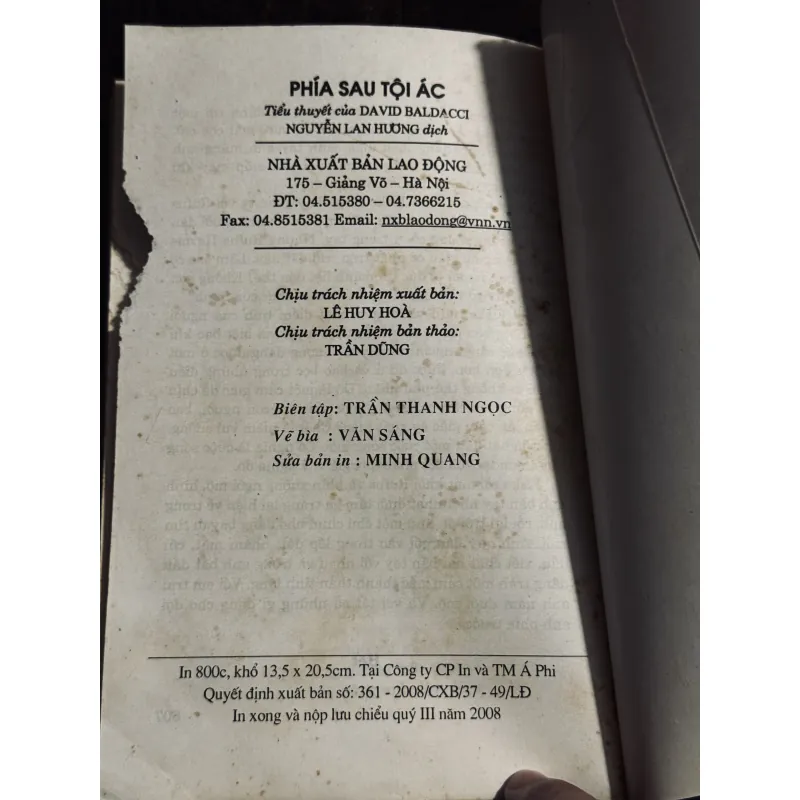 PHÍA SAU TỘI ÁC
Tiểu thuyết của DAVID BALDACCI
NGUYỄN LAN HƯƠNG dịch
NHÀ XUẤT BẢN LAO ĐỘNG
175 – Giảng Võ – Hà Nội
ĐT: 04.515380 – 04.7366215
Fax: 04.8515381 Email: nxblaodong@vnn.vn
Chịu trách nhiệm xuất bản:
LÊ HUY HOÀ
Chịu trách nhiệm bản thảo:
TRẦN DŨNG
Biên tập: TRẦN THANH NGỌC
Vẽ bìa : VĂN SÁNG
Sửa bản in : MINH QUANG
In 800c, khổ 13,5 x 20,5cm. Tại Công ty CP In và TM Á Phi
Quyết định xuất bản số: 361 - 2008/CXB/37 - 49/LĐ
In xong và nộp lưu chiểu quý III năm 2008